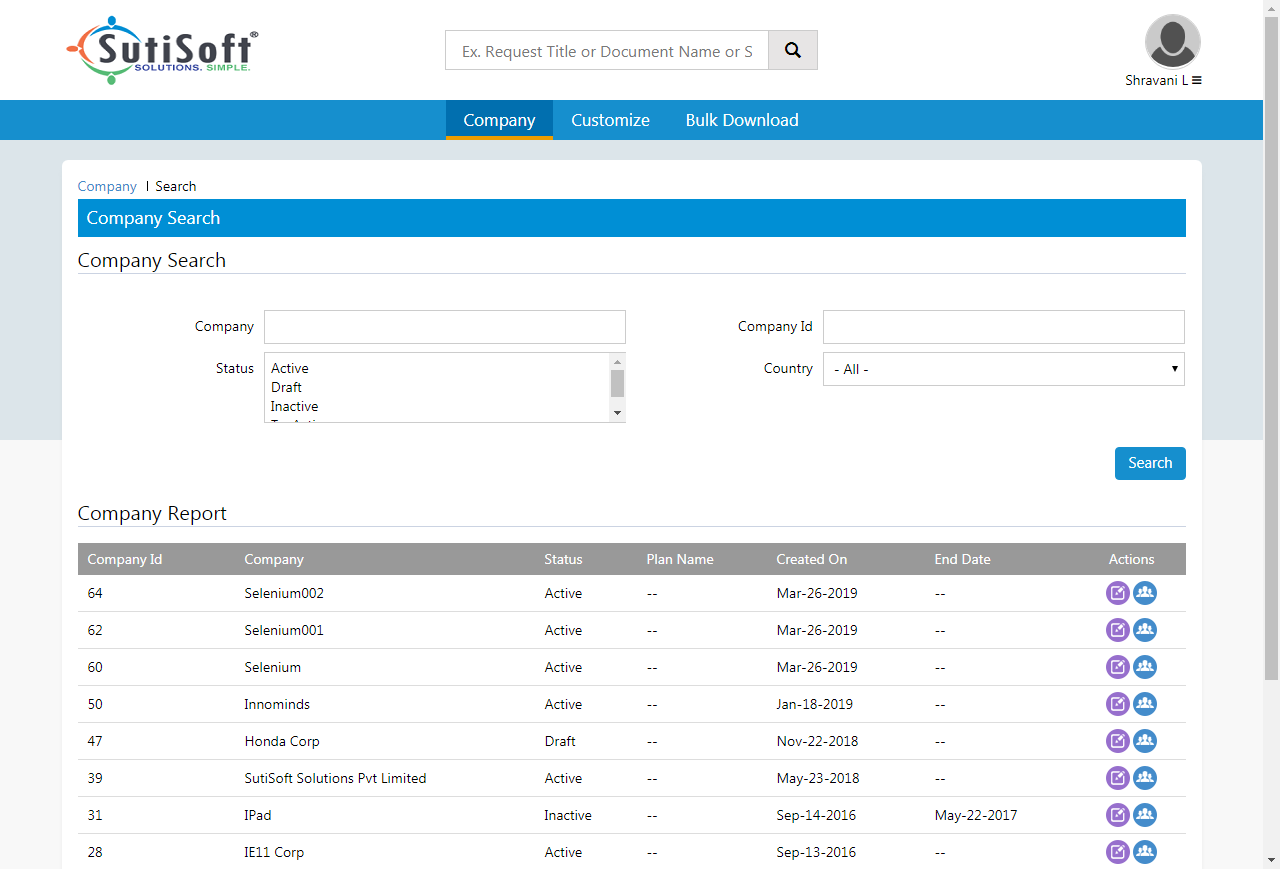 SutiSoft®
SOLUTIONS. SIMPLE.
Ex. Request Title or Document Name or S
Shravani L
Company Customize Bulk Download
Company | Search
Company Search
Company Search
Company Company Id
Status Active Country - All -
Draft
Inactive
Search
Company Report
Company Id Company Status Plan Name Created On End Date Actions
64 Selenium002 Active -- Mar-26-2019 --
62 Selenium001 Active -- Mar-26-2019 --
60 Selenium Active -- Mar-26-2019 --
50 Innominds Active -- Jan-18-2019 --
47 Honda Corp Draft -- Nov-22-2018 --
39 SutiSoft Solutions Pvt Limited Active -- May-23-2018 --
31 IPad Inactive -- Sep-14-2016 May-22-2017
28 IE11 Corp Active -- Sep-13-2016 --